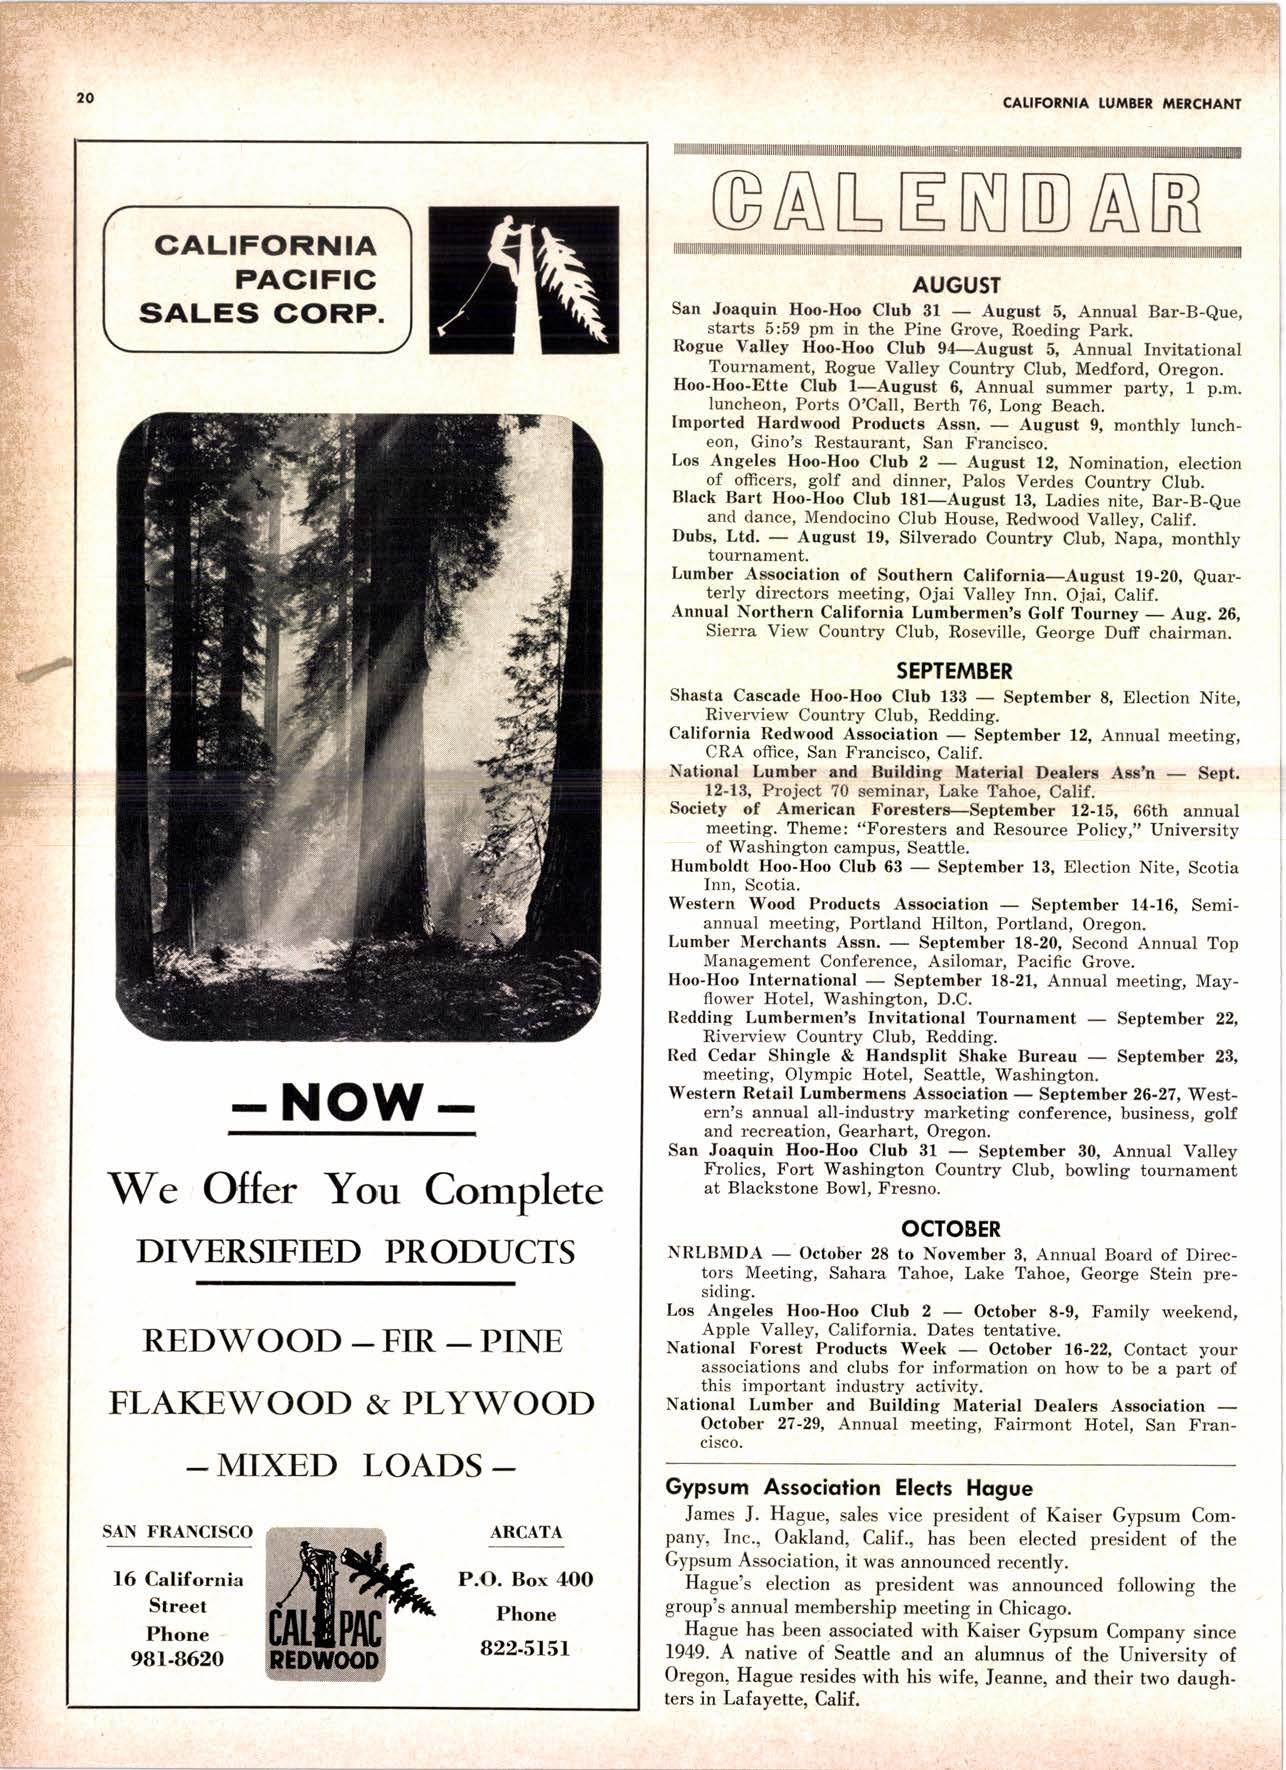 20
CALIFORNIA LUMBER MERCHANT
CALIFORNIA
PACIFIC
SALES CORP.
— NOW —
We Offer You Complete
DIVERSIFIED PRODUCTS
REDWOOD — FIR — PINE
FLAKEWOOD & PLYWOOD
— MIXED LOADS —
SAN FRANCISCO
16 California
Street
Phone
981-8620
CAL PAC
REDWOOD
ARCATA
P.O. Box 400
Phone
822-5151
CALENDAR
AUGUST
San Joaquin Hoo-Hoo Club 31 — August 5, Annual Bar-B-Que,
starts 5:59 pm in the Pine Grove, Roeding Park.
Rogue Valley Hoo-Hoo Club 94—August 5, Annual Invitational
Tournament, Rogue Valley Country Club, Medford, Oregon.
Hoo-Hoo-Ette Club 1—August 6, Annual summer party, 1 p.m.
luncheon, Ports O'Call, Berth 76, Long Beach.
Imported Hardwood Products Assn. — August 9, monthly lunch-
eon, Gino's Restaurant, San Francisco.
Los Angeles Hoo-Hoo Club 2 — August 12, Nomination, election
of officers, golf and dinner, Palos Verdes Country Club.
Black Bart Hoo-Hoo Club 181—August 13, Ladies nite, Bar-B-Que
and dance, Mendocino Club House, Redwood Valley, Calif.
Dubs, Ltd. — August 19, Silverado Country Club, Napa, monthly
tournament.
Lumber Association of Southern California—August 19-20, Quar-
terly directors meeting, Ojai Valley Inn. Ojai, Calif.
Annual Northern California Lumbermen's Golf Tourney — Aug. 26,
Sierra View Country Club, Roseville, George Duff chairman.
SEPTEMBER
Shasta Cascade Hoo-Hoo Club 133 — September 8, Election Nite,
Riverview Country Club, Redding.
California Redwood Association — September 12, Annual meeting,
CRA office, San Francisco, Calif.
National Lumber and Building Material Dealers Ass'n — Sept.
12-13, Project 70 seminar, Lake Tahoe, Calif.
Society of American Foresters—September 12-15, 66th annual
meeting. Theme: "Foresters and Resource Policy," University
of Washington campus, Seattle.
Humboldt Hoo-Hoo Club 63 — September 13, Election Nite, Scotia
Inn, Scotia.
Western Wood Products Association — September 14-16, Semi-
annual meeting, Portland Hilton, Portland, Oregon.
Lumber Merchants Assn. — September 18-20, Second Annual Top
Management Conference, Asilomar, Pacific Grove.
Hoo-Hoo International — September 18-21, Annual meeting, May-
flower Hotel, Washington, D.C.
Redding Lumbermen's Invitational Tournament — September 22,
Riverview Country Club, Redding.
Red Cedar Shingle & Handsplit Shake Bureau — September 23,
meeting, Olympic Hotel, Seattle, Washington.
Western Retail Lumbermens Association — September 26-27, West-
ern's annual all-industry marketing conference, business, golf
and recreation, Gearhart, Oregon.
San Joaquin Hoo-Hoo Club 31 — September 30, Annual Valley
Frolics, Fort Washington Country Club, bowling tournament
at Blackstone Bowl, Fresno.
OCTOBER
NRLBMDA — October 28 to November 3, Annual Board of Direc-
tors Meeting, Sahara Tahoe, Lake Tahoe, George Stein pre-
siding.
Los Angeles Hoo-Hoo Club 2 — October 8-9, Family weekend,
Apple Valley, California. Dates tentative.
National Forest Products Week — October 16-22, Contact your
associations and clubs for information on how to be a part of
this important industry activity.
National Lumber and Building Material Dealers Association —
October 27-29, Annual meeting, Fairmont Hotel, San Fran-
cisco.
Gypsum Association Elects Hague
James J. Hague, sales vice president of Kaiser Gypsum Com-
pany, Inc., Oakland, Calif., has been elected president of the
Gypsum Association, it was announced recently.
Hague's election as president was announced following the
group's annual membership meeting in Chicago.
Hague has been associated with Kaiser Gypsum Company since
1949. A native of Seattle and an alumnus of the University of
Oregon, Hague resides with his wife, Jeanne, and their two daugh-
ters in Lafayette, Calif.